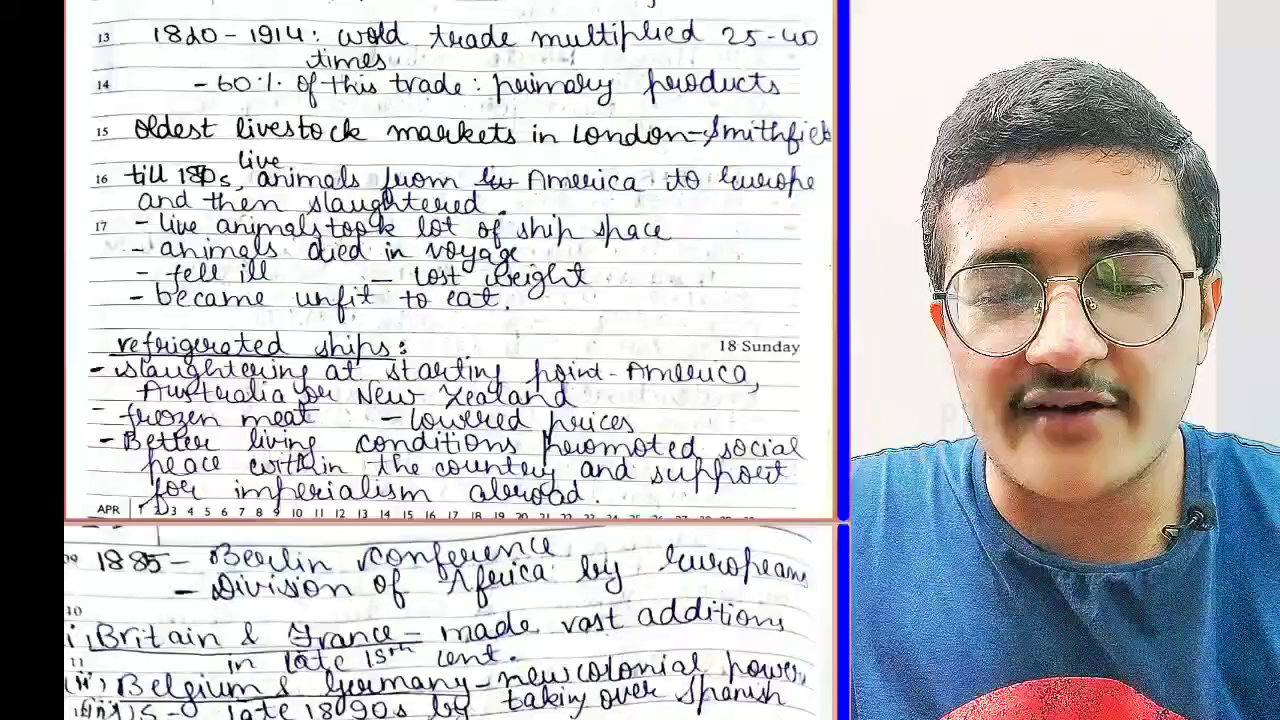 13 1820 - 1914: wold trade multiplied 25-40
times
14 - 60% of this trade: primary products
15 oldest livestock markets in London - Smithfield
live
16 till animals from America to Europe
and then slaughtered.
17 - live animals took lot of ship space
- animals died in voyage
- fell ill - lost weight
- became unfit to eat.
refrigerated ships:
18 Sunday
- slaughtering at starting point - America,
Australia or New Zealand
- frozen meat - lowered prices
- Better living conditions promoted social
peace within the country and support
for imperialism abroad.
APR 1 2 3 4 5 6 7 8 9 10 11 12 13 14 15 16 17 18 19 20
09 1885 - Berlin Conference
- Division of Africa by Europeans
10
i, Britain & France - made vast additions
11 in late 19th cent.
(ii) Belgium & Germany - new colonial power
late 1890s by taking over Spanish